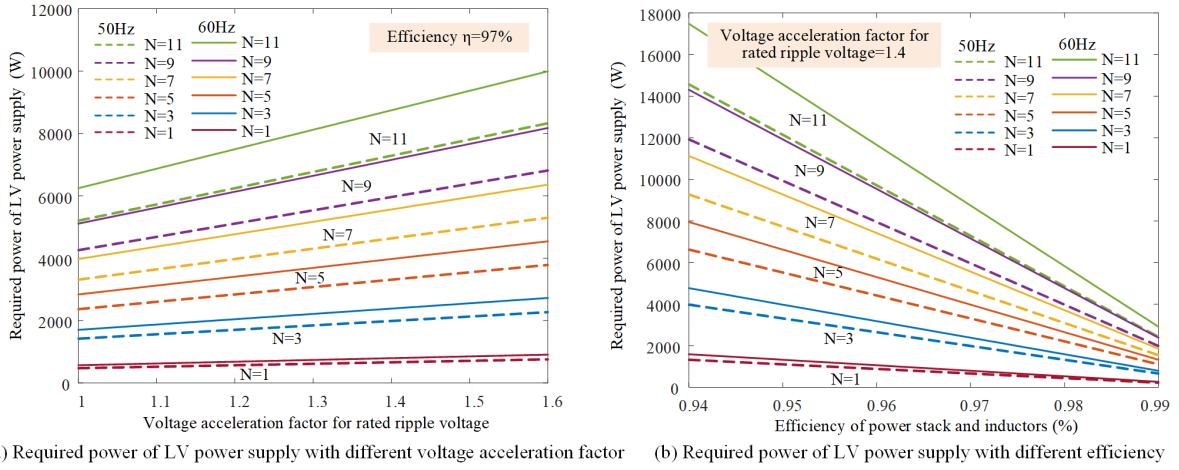 12000
10000
8000
6000
4000
2000
0
Required power of LV power supply (W)
50Hz 60Hz
N=11 N=11
N=9 N=9
N=7 N=7
N=5 N=5
N=3 N=3
N=1 N=1
Efficiency η=97%
N=11
N=9
N=7
N=5
N=3
N=1
1 1.1 1.2 1.3 1.4 1.5 1.6
Voltage acceleration factor for rated ripple voltage
) Required power of LV power supply with different voltage acceleration factor
18000
16000
14000
12000
10000
8000
6000
4000
2000
0
Required power of LV power supply (W)
Voltage acceleration factor for
rated ripple voltage=1.4
50Hz 60Hz
N=11 N=11
N=9 N=9
N=7 N=7
N=5 N=5
N=3 N=3
N=1 N=1
N=11
N=9
N=7
N=5
N=3
N=1
0.94 0.95 0.96 0.97 0.98 0.99
Efficiency of power stack and inductors (%)
(b) Required power of LV power supply with different efficiency